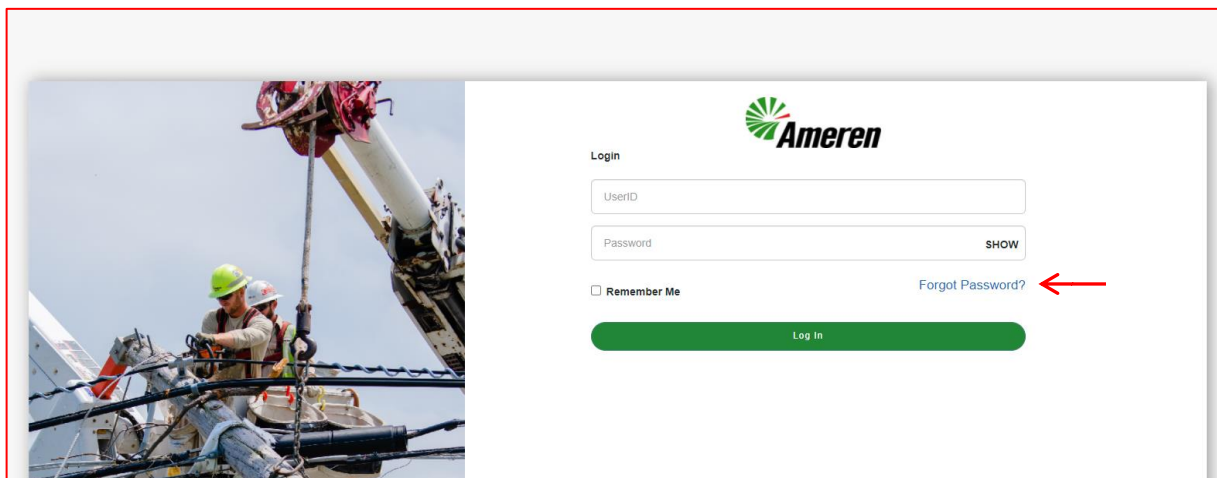 Ameren
Login
UserID
Password SHOW
Remember Me Forgot Password?
Log In